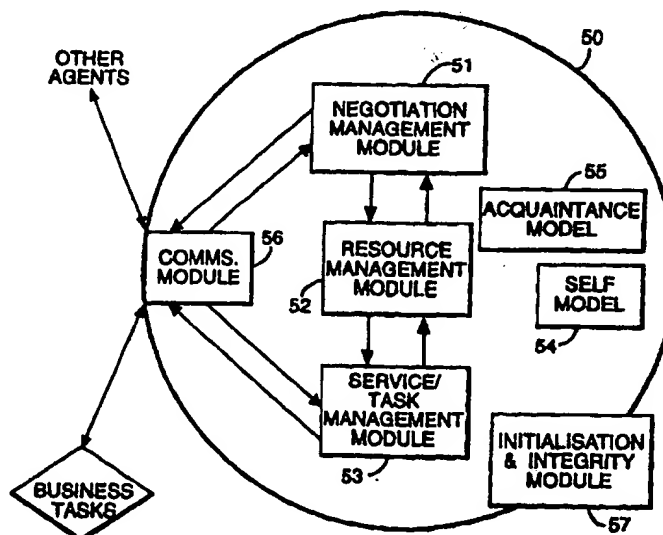 50
51
OTHER
AGENTS
NEGOTIATION
MANAGEMENT
MODULE
55
ACQUAINTANCE
MODEL
56
COMMS.
MODULE
RESOURCE
MANAGEMENT
MODULE
52
SELF
MODEL
54
SERVICE/
TASK
MANAGEMENT
MODULE
53
INITIALISATION
& INTEGRITY
MODULE
57
BUSINESS
TASKS